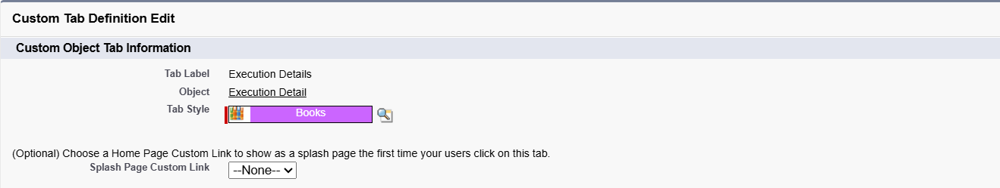 Custom Tab Definition Edit
Custom Object Tab Information
Tab Label Execution Details
Object Execution Detail
Tab Style Books
(Optional) Choose a Home Page Custom Link to show as a splash page the first time your users click on this tab.
Splash Page Custom Link --None--